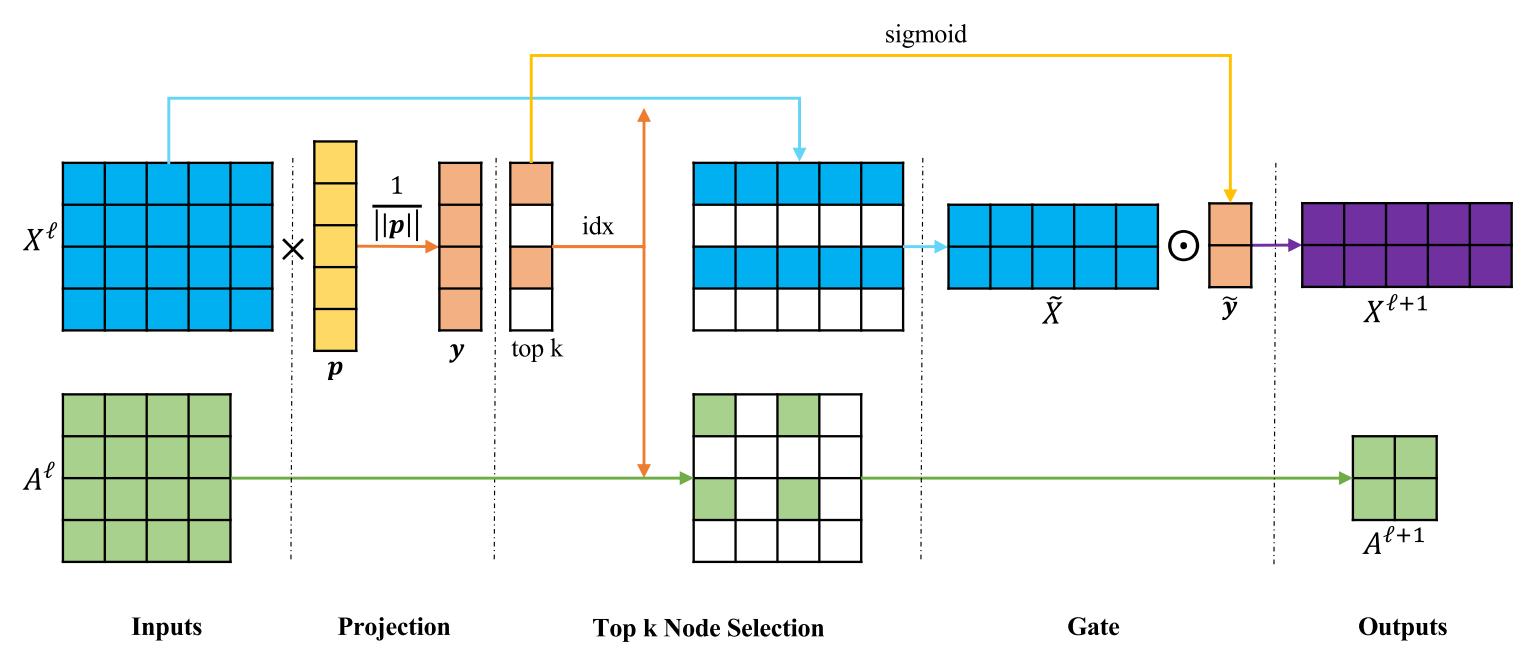 sigmoid
X^ℓ
×
p
1
||p||
y
top k
idx
X̃
⊙
ỹ
X^{ℓ+1}
A^ℓ
A^{ℓ+1}
Inputs
Projection
Top k Node Selection
Gate
Outputs